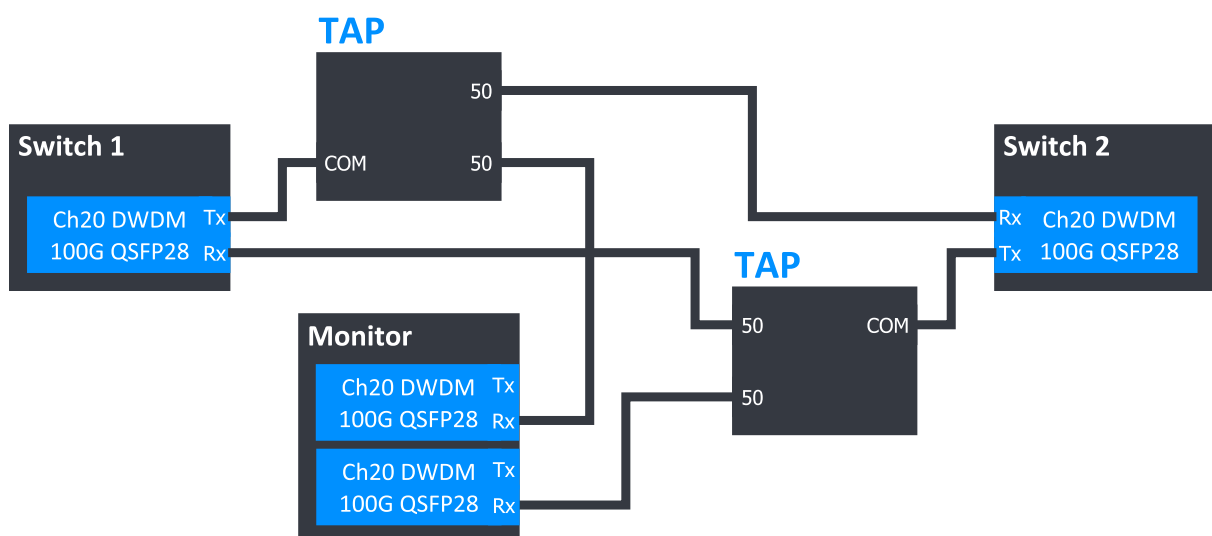 TAP
50
COM
50
Switch 1
Ch20 DWDM
100G QSFP28
Tx
Rx
Switch 2
Rx
Tx
Ch20 DWDM
100G QSFP28
TAP
50
COM
50
Monitor
Ch20 DWDM
100G QSFP28
Tx
Rx
Ch20 DWDM
100G QSFP28
Tx
Rx